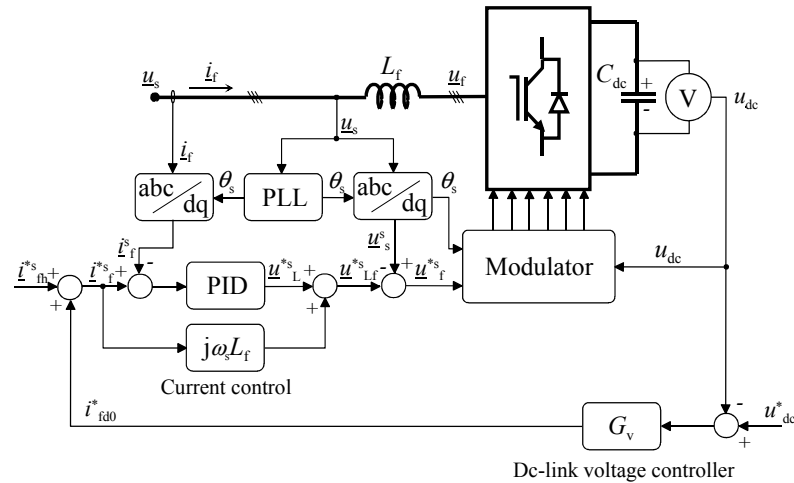 u_s
i_f
L_f
u_f
C_dc
+
-
V
u_dc
u_s
i_f
abc
dq
θ_s
PLL
θ_s
abc
dq
θ_s
i^s_f
u^s_s
i^*s_fh
+
+
i^*s_f
+
-
PID
u^*s_L
+
+
u^*s_Lf
-
+
u^*s_f
Modulator
u_dc
jω_sL_f
Current control
i^*_fd0
G_v
-
+
u^*_dc
Dc-link voltage controller